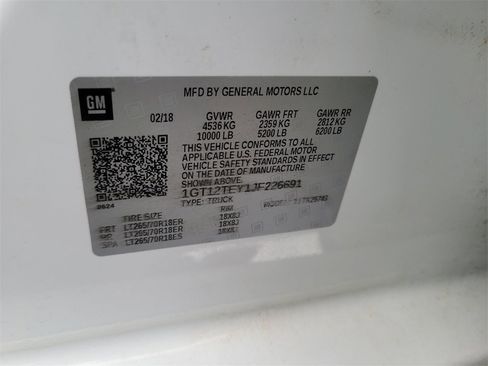 GM
MFD BY GENERAL MOTORS LLC
02/18 GVWR GAWR FRT GAWR RR
4536 KG 2359 KG 2812 KG
10000 LB 5200 LB 6200 LB
THIS VEHICLE CONFORMS TO ALL
APPLICABLE U.S. FEDERAL MOTOR
VEHICLE SAFETY STANDARDS IN EFFECT
ON THE DATE OF MANUFACTURE
SHOWN ABOVE.
1GT12TEY1JF226691
TYPE: TRUCK
0624
TIRE SIZE RIM
FRT LT265/70R18ER 18X8J
RR LT265/70R18ER 18X8J
SPA LT265/70R18ES